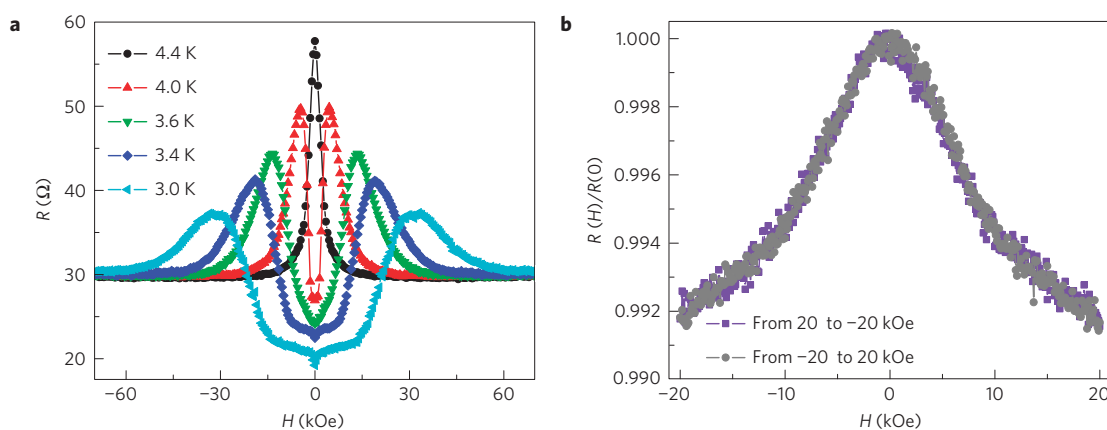 a
60
50
40
30
20
R (Ω)
4.4 K
4.0 K
3.6 K
3.4 K
3.0 K
−60
−30
0
30
60
H (kOe)
b
1.000
0.998
0.996
0.994
0.992
0.990
R (H)/R(O)
From 20 to −20 kOe
From −20 to 20 kOe
−20
−10
0
10
20
H (kOe)